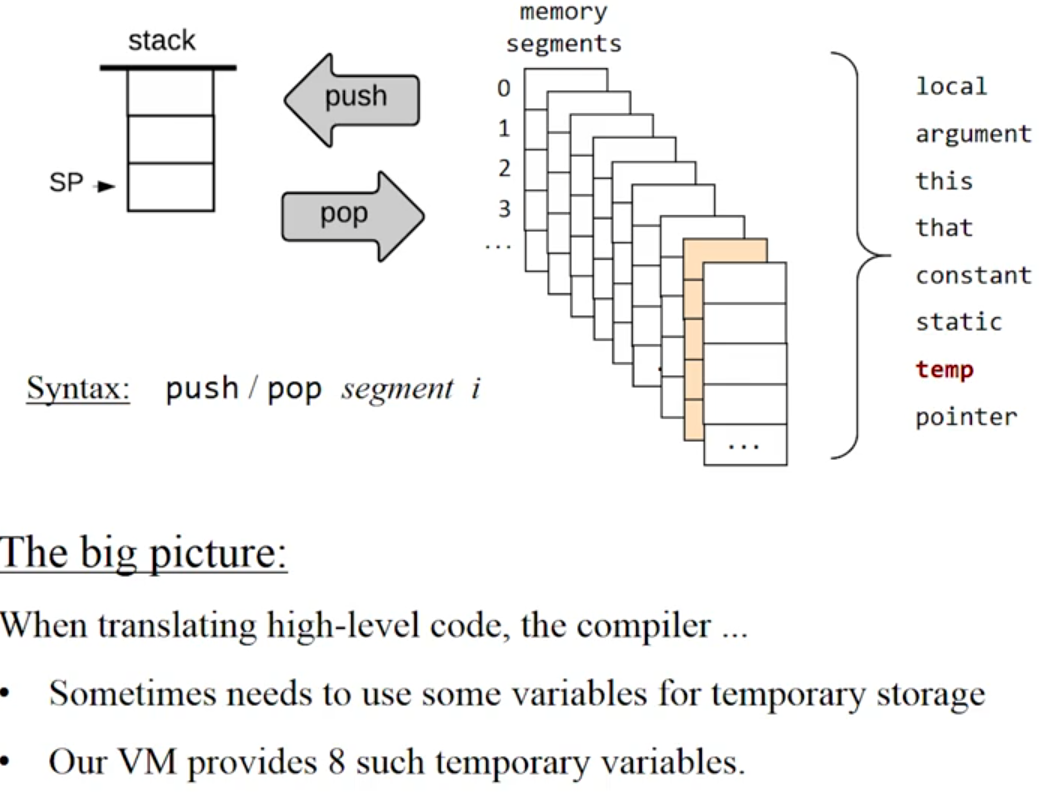 memory
segments
stack
push
pop
SP
0
1
2
3
...
...
local
argument
this
that
constant
static
temp
pointer
Syntax: push / pop segment i
The big picture:
When translating high-level code, the compiler ...
• Sometimes needs to use some variables for temporary storage
• Our VM provides 8 such temporary variables.